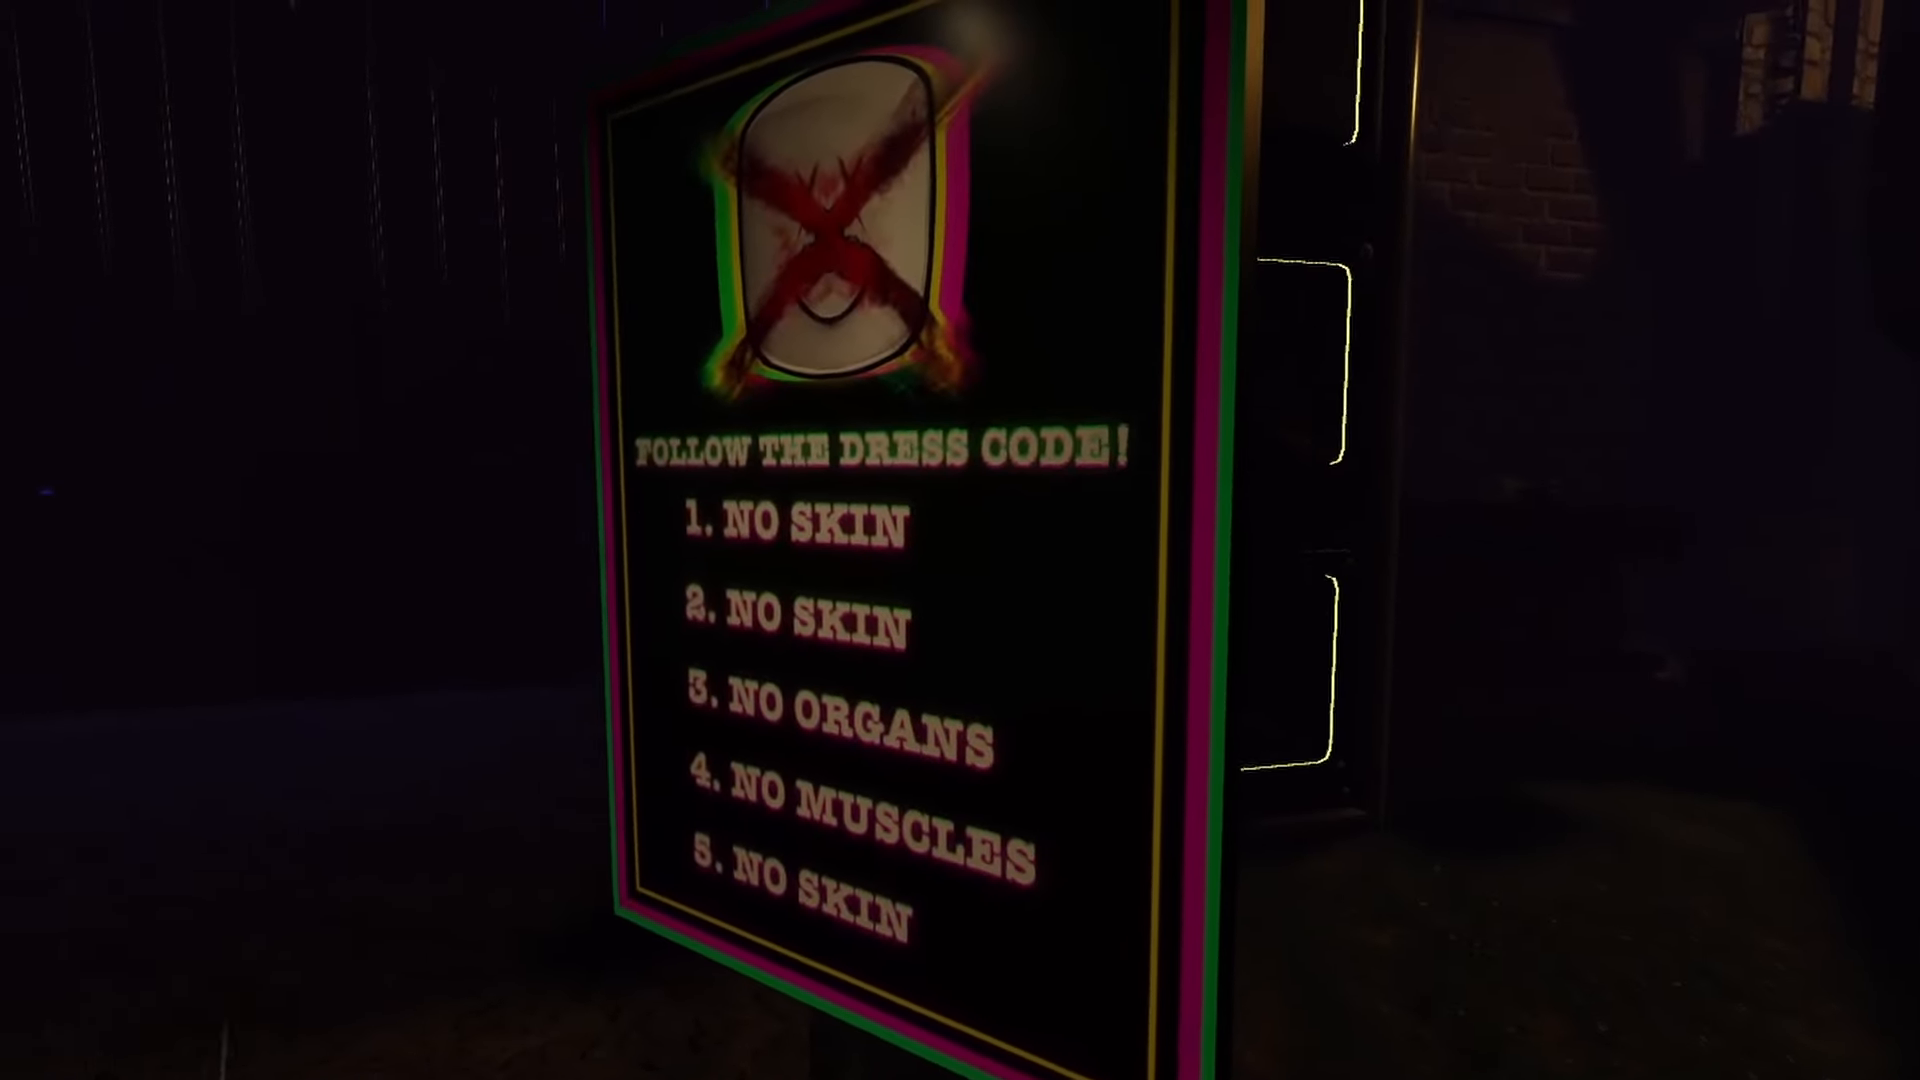 FOLLOW THE DRESS CODE!
1. NO SKIN
2. NO SKIN
3. NO ORGANS
4. NO MUSCLES
5. NO SKIN